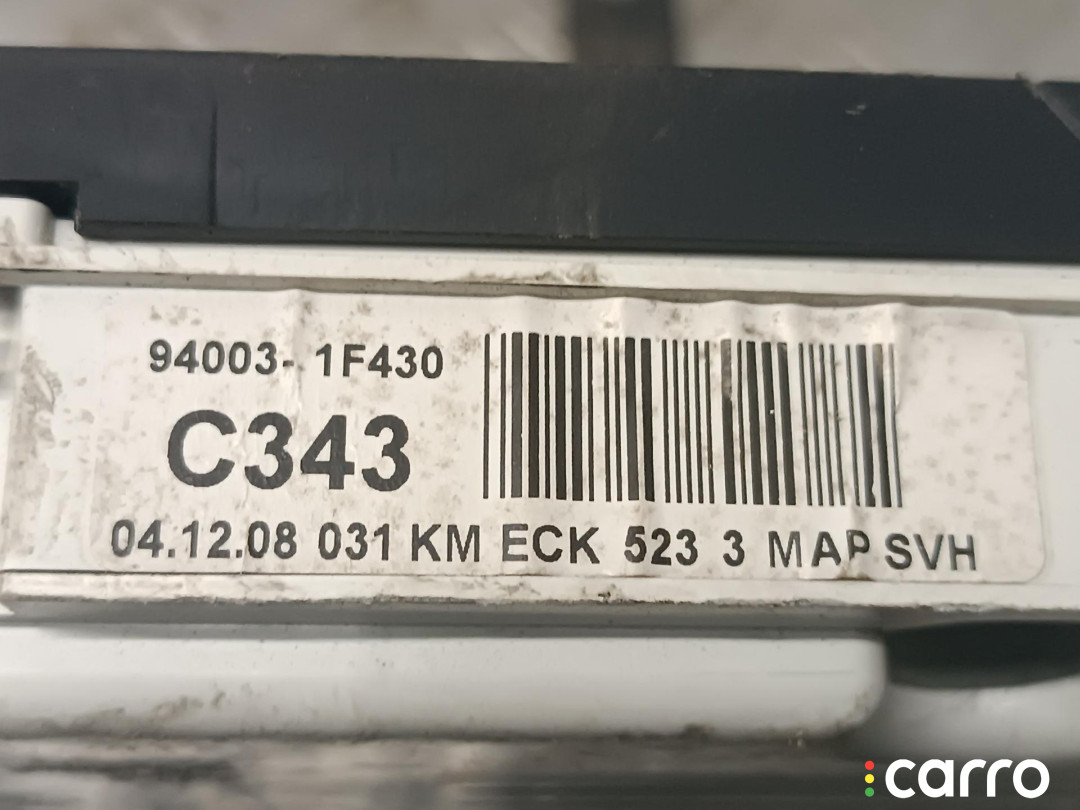 94003- 1F430
C343
04.12.08 031 KM ECK 523 3 MAP SVH
carro